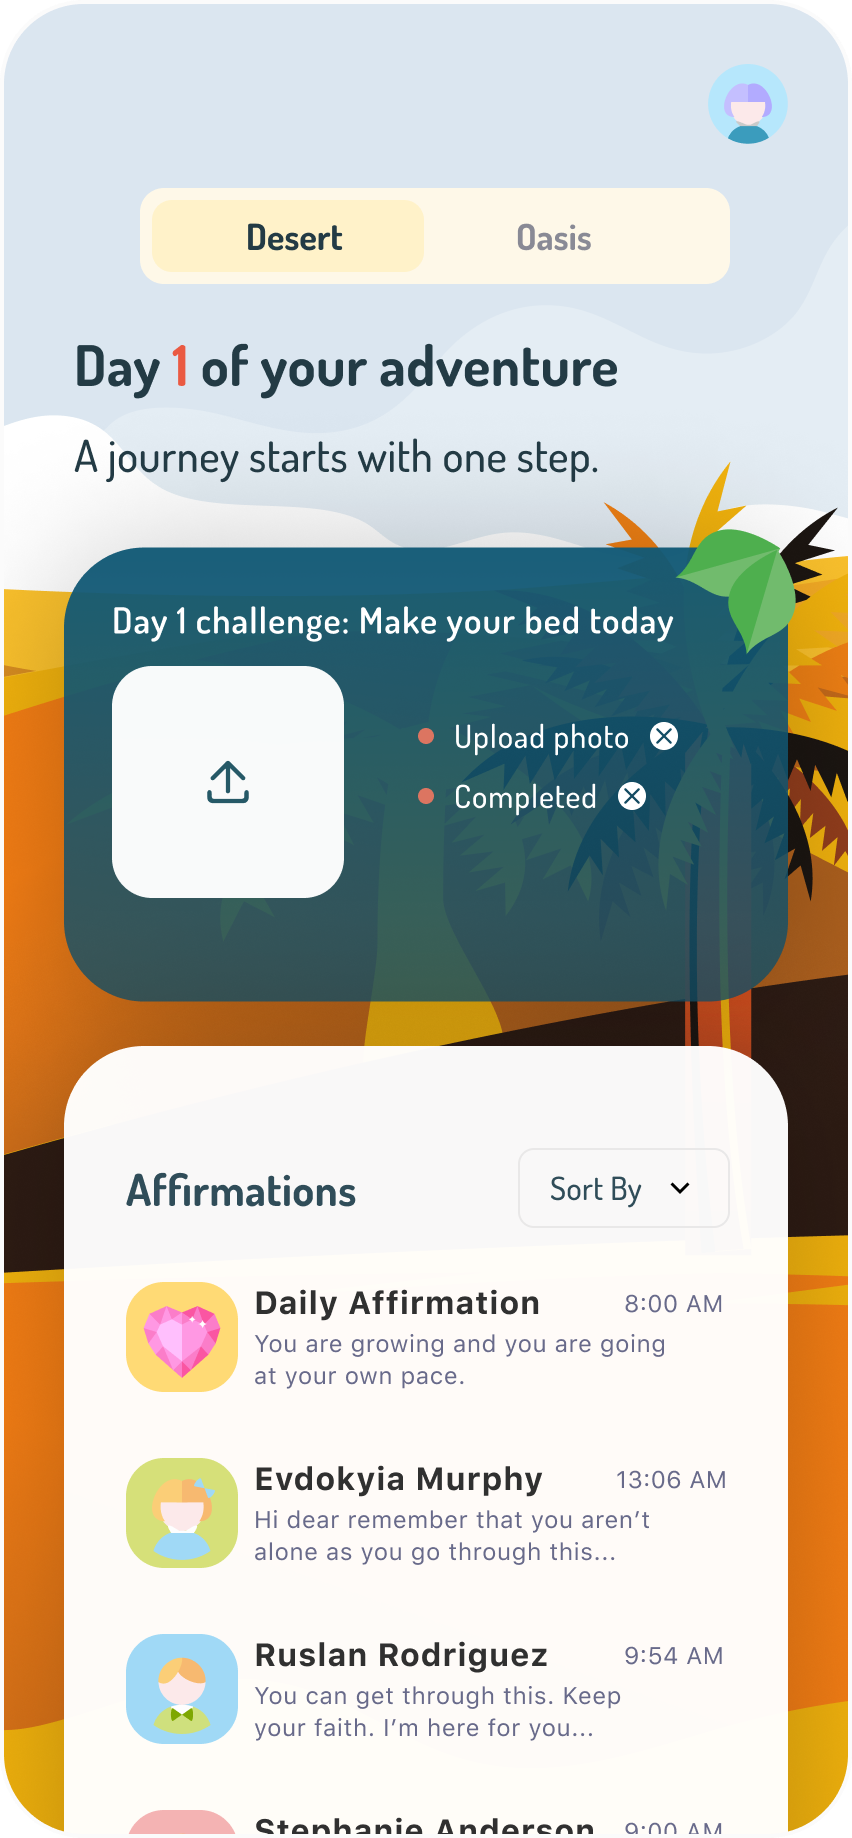 Desert
Oasis
Day 1 of your adventure
A journey starts with one step.
Day 1 challenge: Make your bed today
Upload photo
Completed
Affirmations
Sort By
Daily Affirmation 8:00 AM
You are growing and you are going
at your own pace.
Evdokyia Murphy 13:06 AM
Hi dear remember that you aren’t
alone as you go through this...
Ruslan Rodriguez 9:54 AM
You can get through this. Keep
your faith. I’m here for you...
Stephanie Anderson 9:00 AM